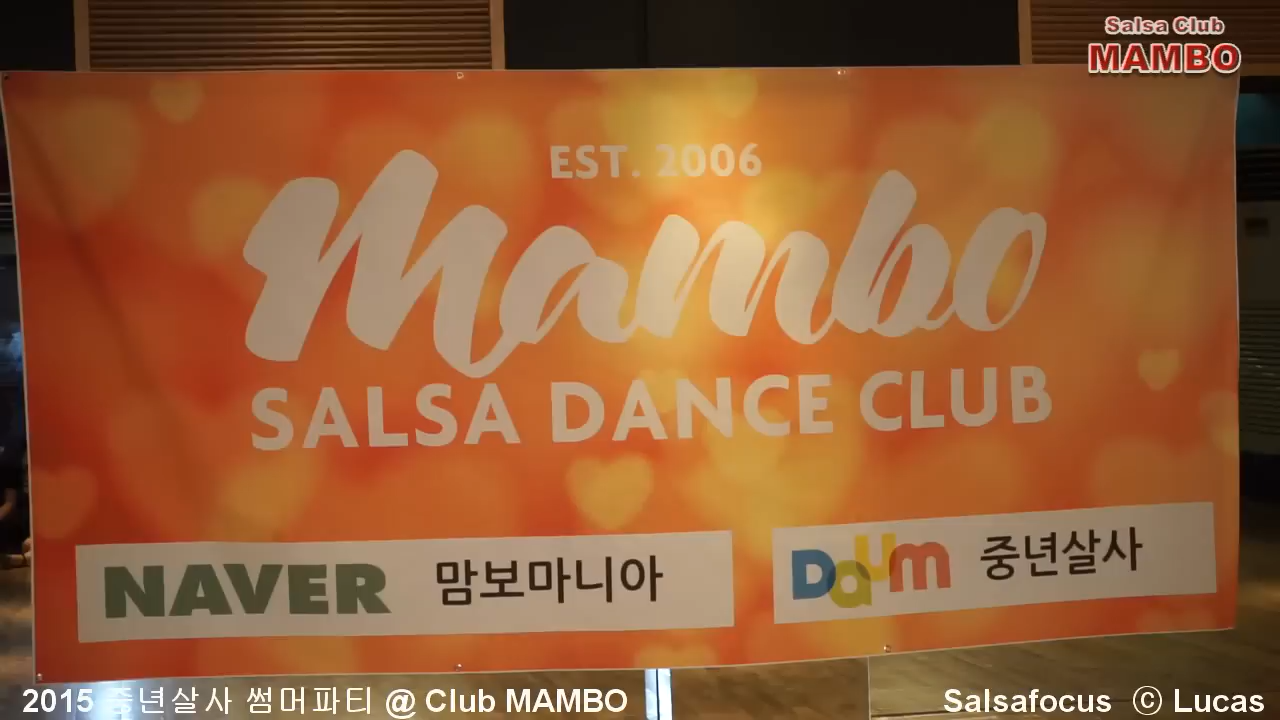 Salsa Club
MAMBO
EST. 2006
Mambo
SALSA DANCE CLUB
NAVER 맘보마니아
Daum 중년살사
2015 중년살사 썸머파티 @ Club MAMBO
Salsafocus ⓒ Lucas